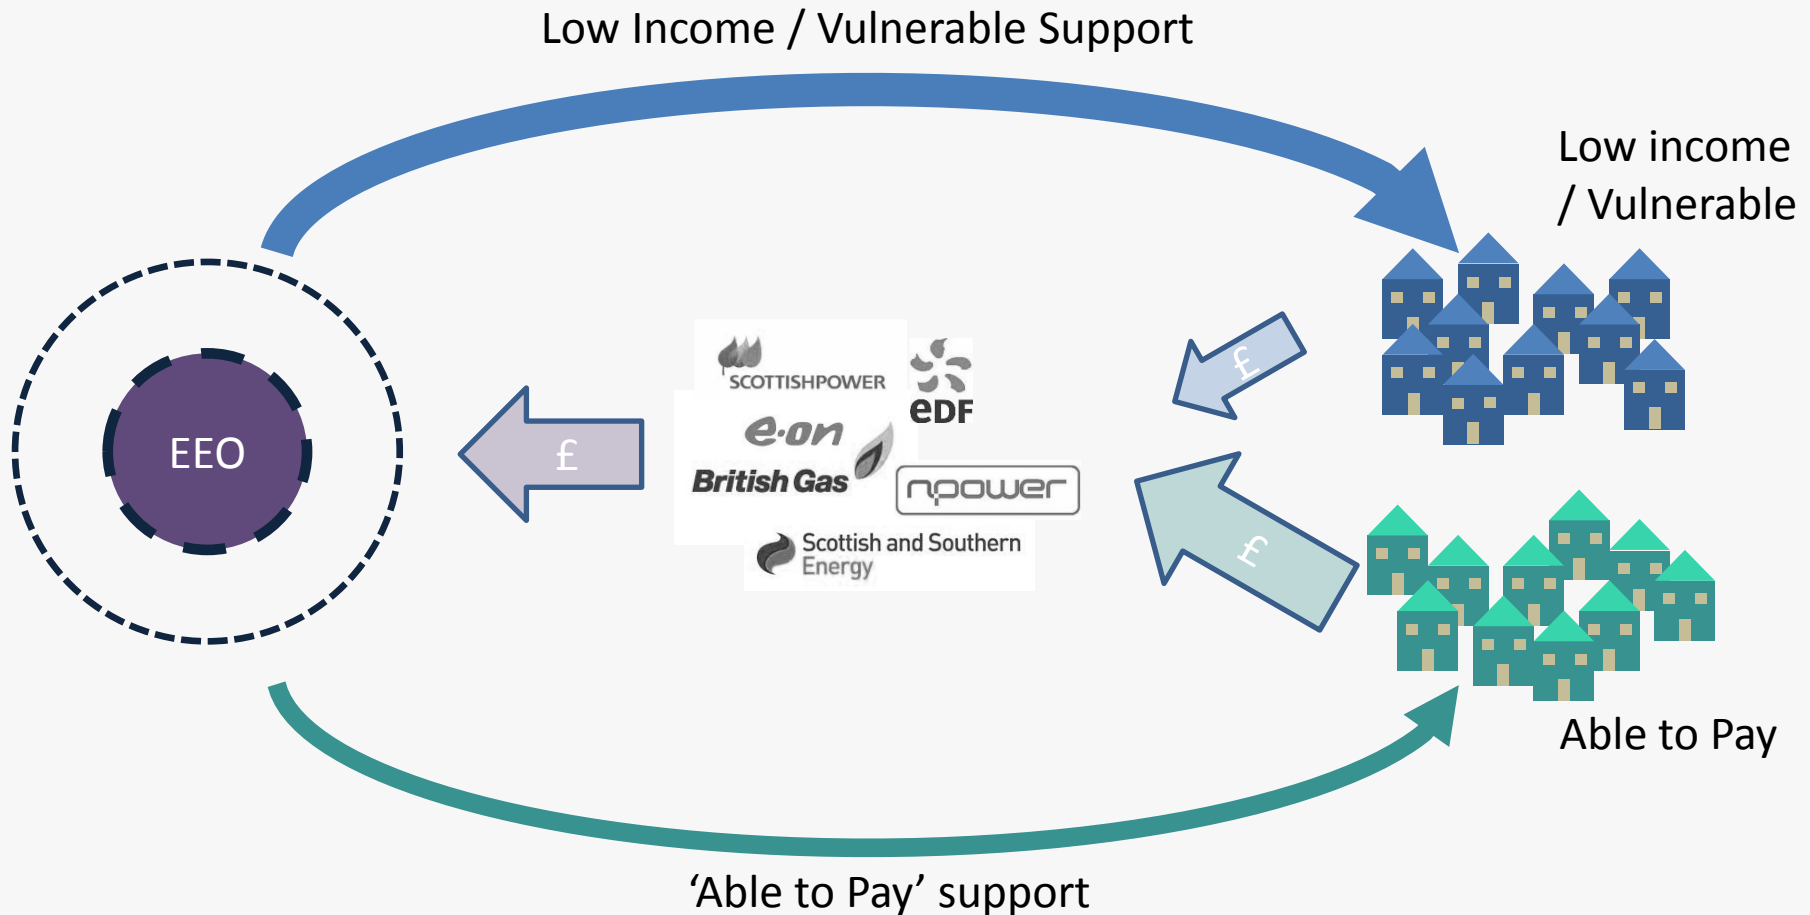 Low Income / Vulnerable Support
Low income
/ Vulnerable
£
SCOTTISHPOWER
eDF
e·on
EEO
£
British Gas
npower
£
Scottish and Southern
Energy
Able to Pay
‘Able to Pay’ support